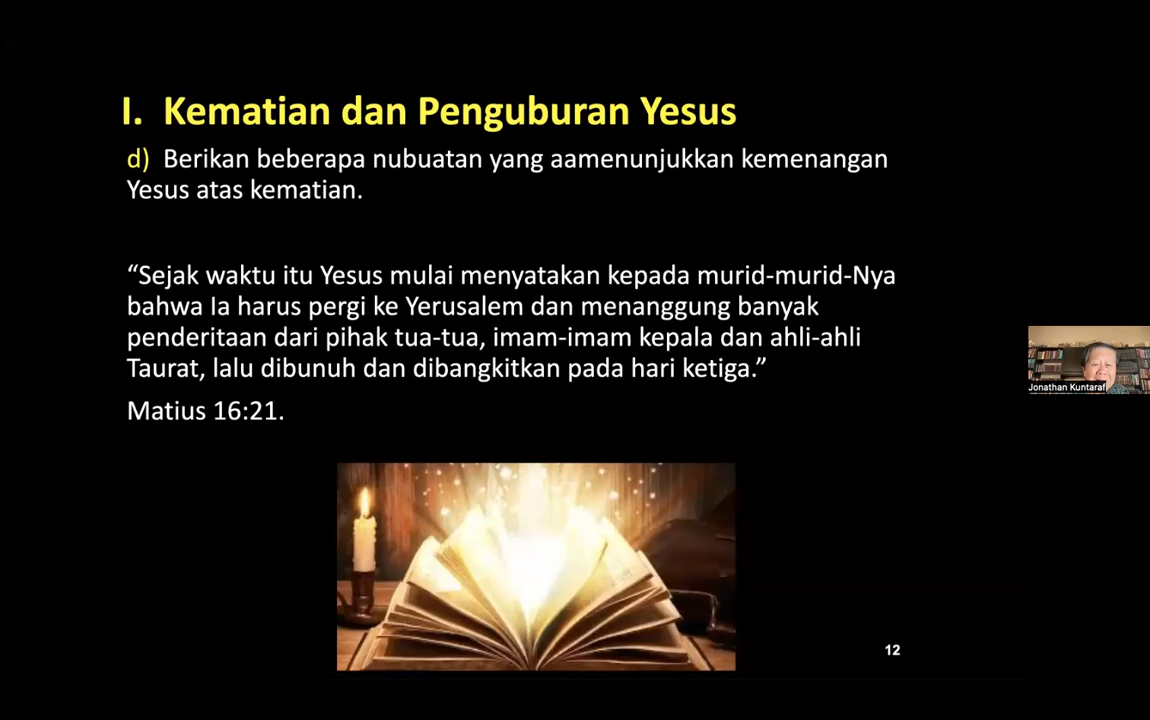 I. Kematian dan Penguburan Yesus
d) Berikan beberapa nubuatan yang aamenunjukkan kemenangan
Yesus atas kematian.
“Sejak waktu itu Yesus mulai menyatakan kepada murid-murid-Nya
bahwa Ia harus pergi ke Yerusalem dan menanggung banyak
penderitaan dari pihak tua-tua, imam-imam kepala dan ahli-ahli
Taurat, lalu dibunuh dan dibangkitkan pada hari ketiga.”
Matius 16:21.
Jonathan Kuntaraf
12